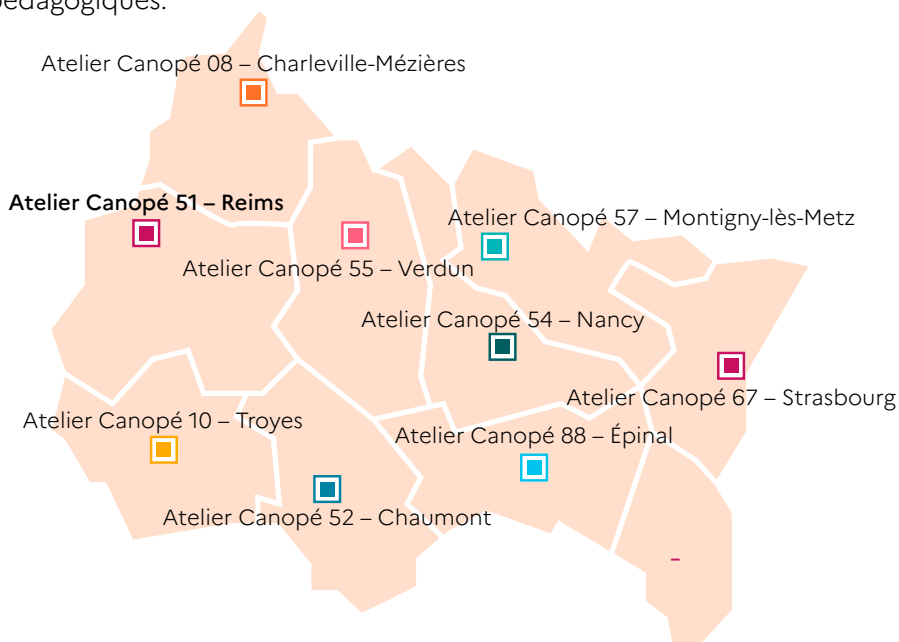 pédagogiques.
Atelier Canopé 08 – Charleville-Mézières
Atelier Canopé 51 – Reims
Atelier Canopé 57 – Montigny-lès-Metz
Atelier Canopé 55 – Verdun
Atelier Canopé 54 – Nancy
Atelier Canopé 67 – Strasbourg
Atelier Canopé 10 – Troyes
Atelier Canopé 88 – Épinal
Atelier Canopé 52 – Chaumont
–